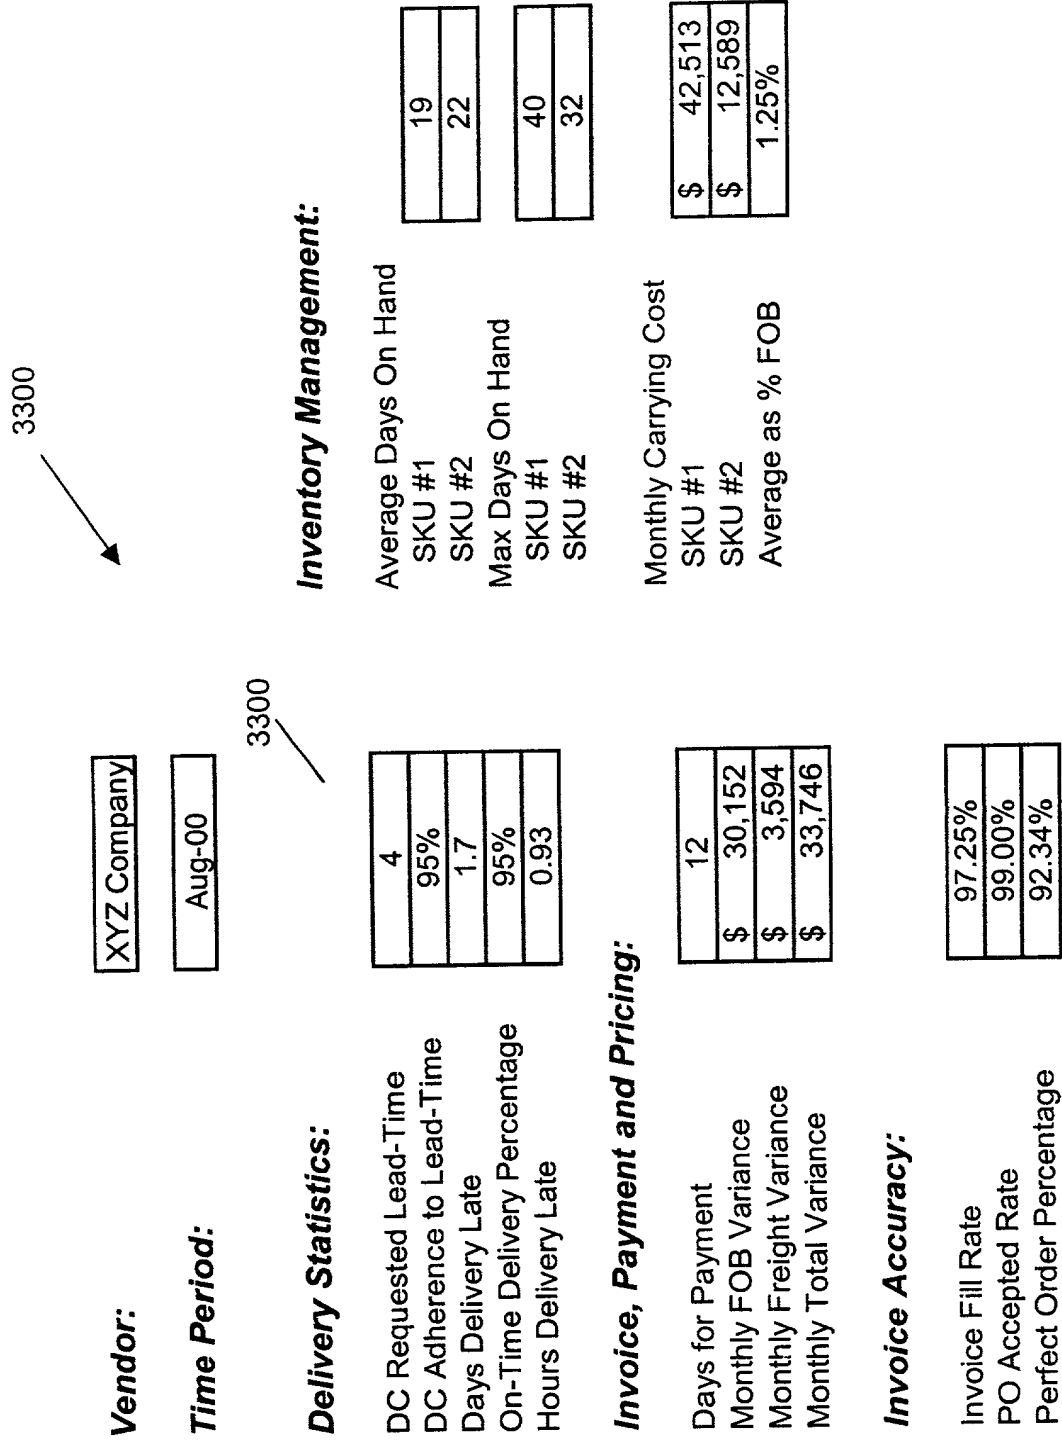 3300
Vendor: XYZ Company
Time Period: Aug-00
3300
Delivery Statistics:
DC Requested Lead-Time 4
DC Adherence to Lead-Time 95%
Days Delivery Late 1.7
On-Time Delivery Percentage 95%
Hours Delivery Late 0.93
Invoice, Payment and Pricing:
Days for Payment 12
Monthly FOB Variance $ 30,152
Monthly Freight Variance $ 3,594
Monthly Total Variance $ 33,746
Invoice Accuracy:
Invoice Fill Rate 97.25%
PO Accepted Rate 99.00%
Perfect Order Percentage 92.34%
Inventory Management:
Average Days On Hand
SKU #1 19
SKU #2 22
Max Days On Hand
SKU #1 40
SKU #2 32
Monthly Carrying Cost
SKU #1 $ 42,513
SKU #2 $ 12,589
Average as % FOB 1.25%